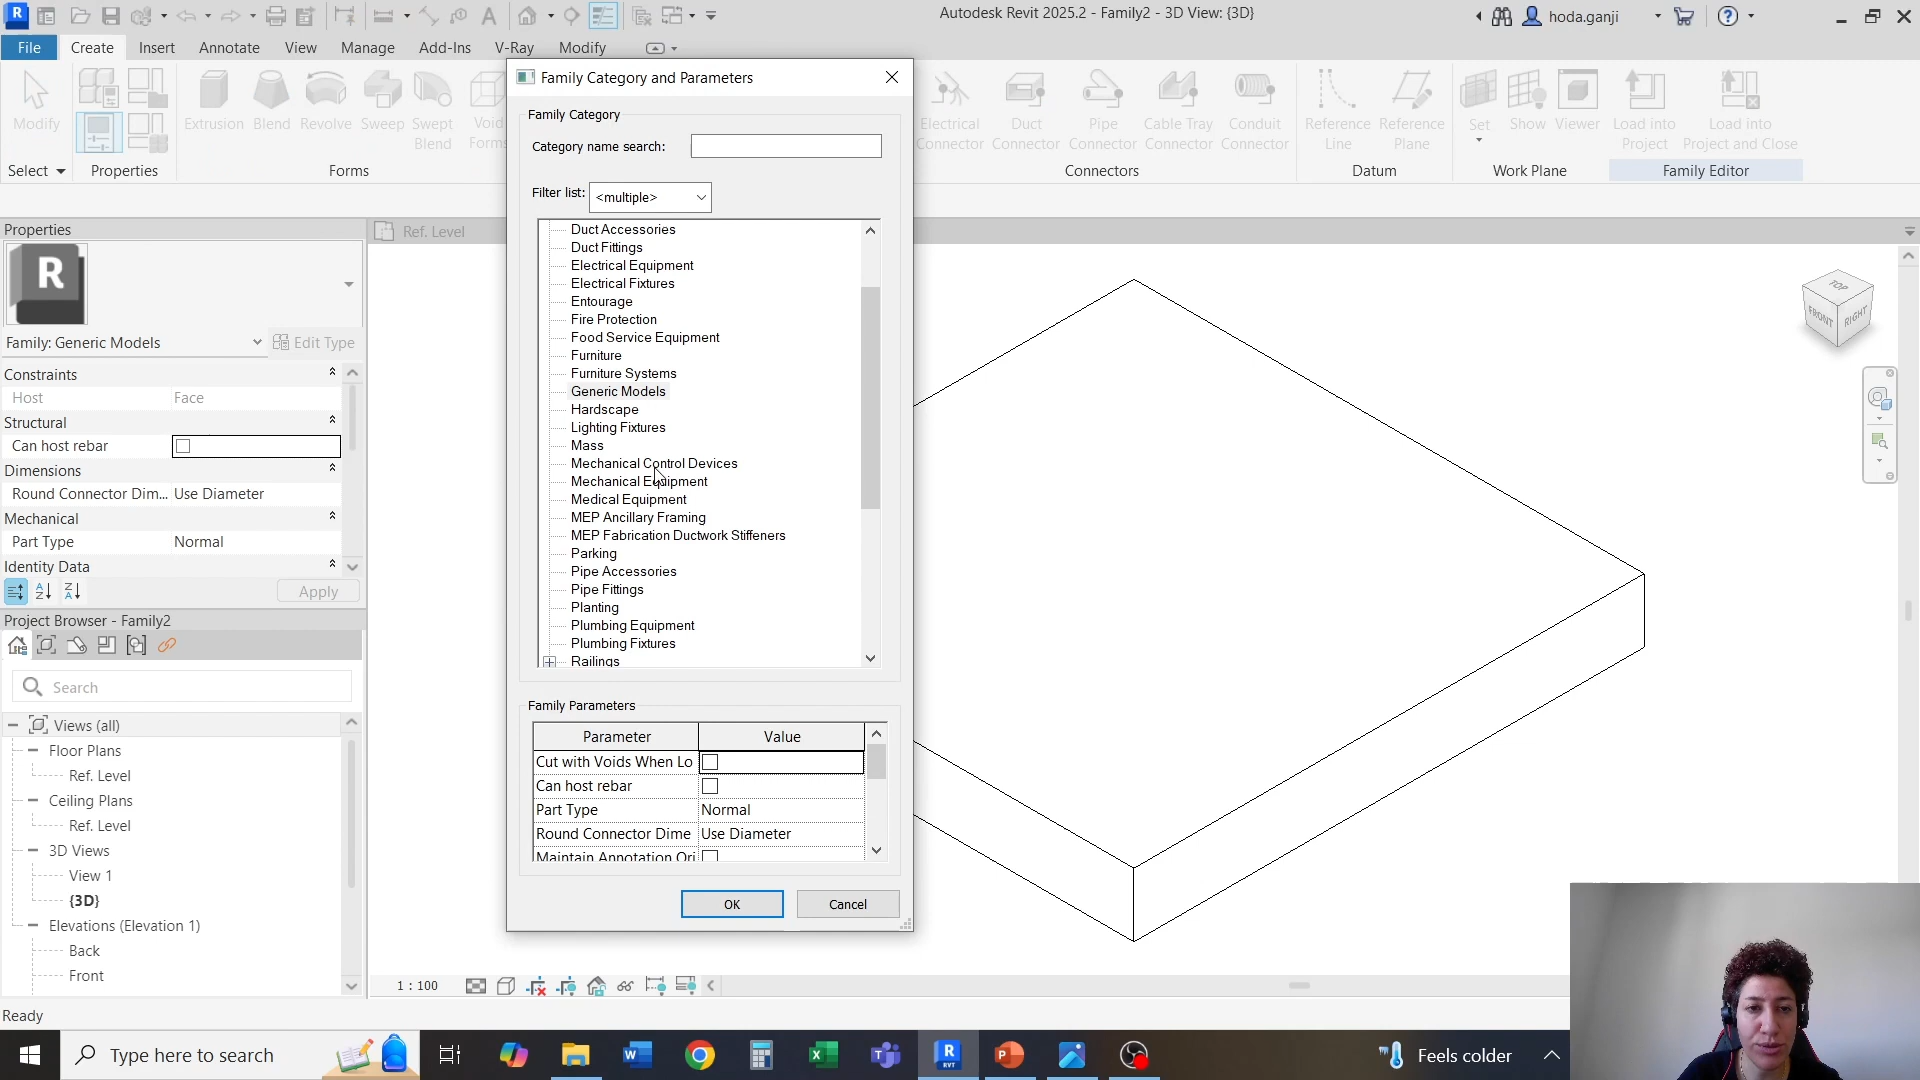 Autodesk Revit 2025.2 - Family2 - 3D View: {3D}
hoda.ganji
File
Create
Insert
Annotate
View
Manage
Add-Ins
V-Ray
Modify
Modify
Extrusion
Blend
Revolve
Sweep
Swept Blend
Void Forms
Electrical Connector
Duct Connector
Pipe Connector
Cable Tray Connector
Conduit Connector
Reference Line
Reference Plane
Set
Show
Viewer
Load into Project
Load into Project and Close
Select
Properties
Forms
Connectors
Datum
Work Plane
Family Editor
Properties
R
Family: Generic Models
Edit Type
Constraints
Host Face
Structural
Can host rebar
Dimensions
Round Connector Dim... Use Diameter
Mechanical
Part Type Normal
Identity Data
Apply
Project Browser - Family2
Search
Views (all)
Floor Plans
Ref. Level
Ceiling Plans
Ref. Level
3D Views
View 1
{3D}
Elevations (Elevation 1)
Back
Front
Ready
Ref. Level
Family Category and Parameters
Family Category
Category name search:
Filter list: <multiple>
Duct Accessories
Duct Fittings
Electrical Equipment
Electrical Fixtures
Entourage
Fire Protection
Food Service Equipment
Furniture
Furniture Systems
Generic Models
Hardscape
Lighting Fixtures
Mass
Mechanical Control Devices
Mechanical Equipment
Medical Equipment
MEP Ancillary Framing
MEP Fabrication Ductwork Stiffeners
Parking
Pipe Accessories
Pipe Fittings
Planting
Plumbing Equipment
Plumbing Fixtures
Railings
Family Parameters
Parameter Value
Cut with Voids When Lo
Can host rebar
Part Type Normal
Round Connector Dime Use Diameter
Maintain Annotation Ori
OK
Cancel
TOP
FRONT
RIGHT
1 : 100
Type here to search
Feels colder